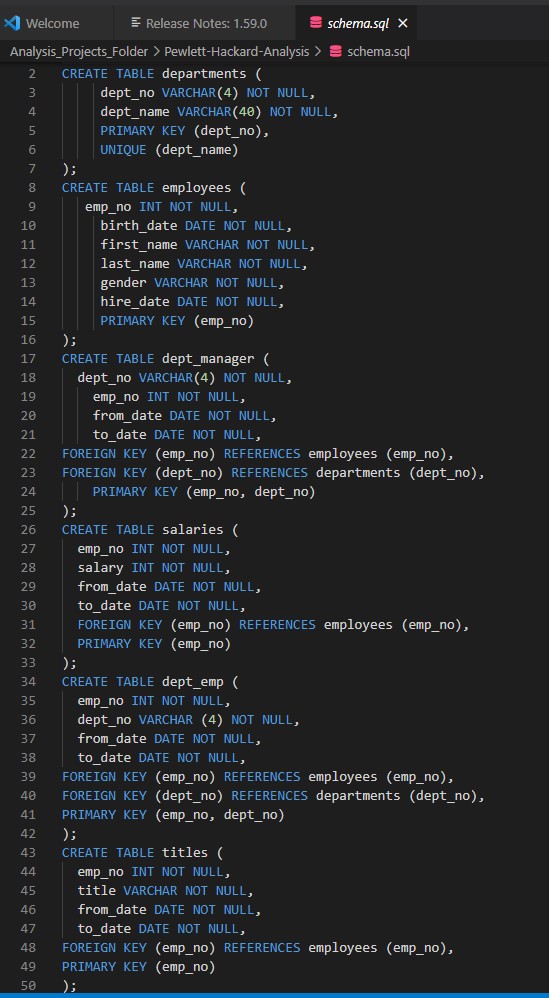 Welcome
Release Notes: 1.59.0
schema.sql
Analysis_Projects_Folder > Pewlett-Hackard-Analysis > schema.sql
2 CREATE TABLE departments (
3 dept_no VARCHAR(4) NOT NULL,
4 dept_name VARCHAR(40) NOT NULL,
5 PRIMARY KEY (dept_no),
6 UNIQUE (dept_name)
7 );
8 CREATE TABLE employees (
9 emp_no INT NOT NULL,
10 birth_date DATE NOT NULL,
11 first_name VARCHAR NOT NULL,
12 last_name VARCHAR NOT NULL,
13 gender VARCHAR NOT NULL,
14 hire_date DATE NOT NULL,
15 PRIMARY KEY (emp_no)
16 );
17 CREATE TABLE dept_manager (
18 dept_no VARCHAR(4) NOT NULL,
19 emp_no INT NOT NULL,
20 from_date DATE NOT NULL,
21 to_date DATE NOT NULL,
22 FOREIGN KEY (emp_no) REFERENCES employees (emp_no),
23 FOREIGN KEY (dept_no) REFERENCES departments (dept_no),
24 PRIMARY KEY (emp_no, dept_no)
25 );
26 CREATE TABLE salaries (
27 emp_no INT NOT NULL,
28 salary INT NOT NULL,
29 from_date DATE NOT NULL,
30 to_date DATE NOT NULL,
31 FOREIGN KEY (emp_no) REFERENCES employees (emp_no),
32 PRIMARY KEY (emp_no)
33 );
34 CREATE TABLE dept_emp (
35 emp_no INT NOT NULL,
36 dept_no VARCHAR (4) NOT NULL,
37 from_date DATE NOT NULL,
38 to_date DATE NOT NULL,
39 FOREIGN KEY (emp_no) REFERENCES employees (emp_no),
40 FOREIGN KEY (dept_no) REFERENCES departments (dept_no),
41 PRIMARY KEY (emp_no, dept_no)
42 );
43 CREATE TABLE titles (
44 emp_no INT NOT NULL,
45 title VARCHAR NOT NULL,
46 from_date DATE NOT NULL,
47 to_date DATE NOT NULL,
48 FOREIGN KEY (emp_no) REFERENCES employees (emp_no),
49 PRIMARY KEY (emp_no)
50 );